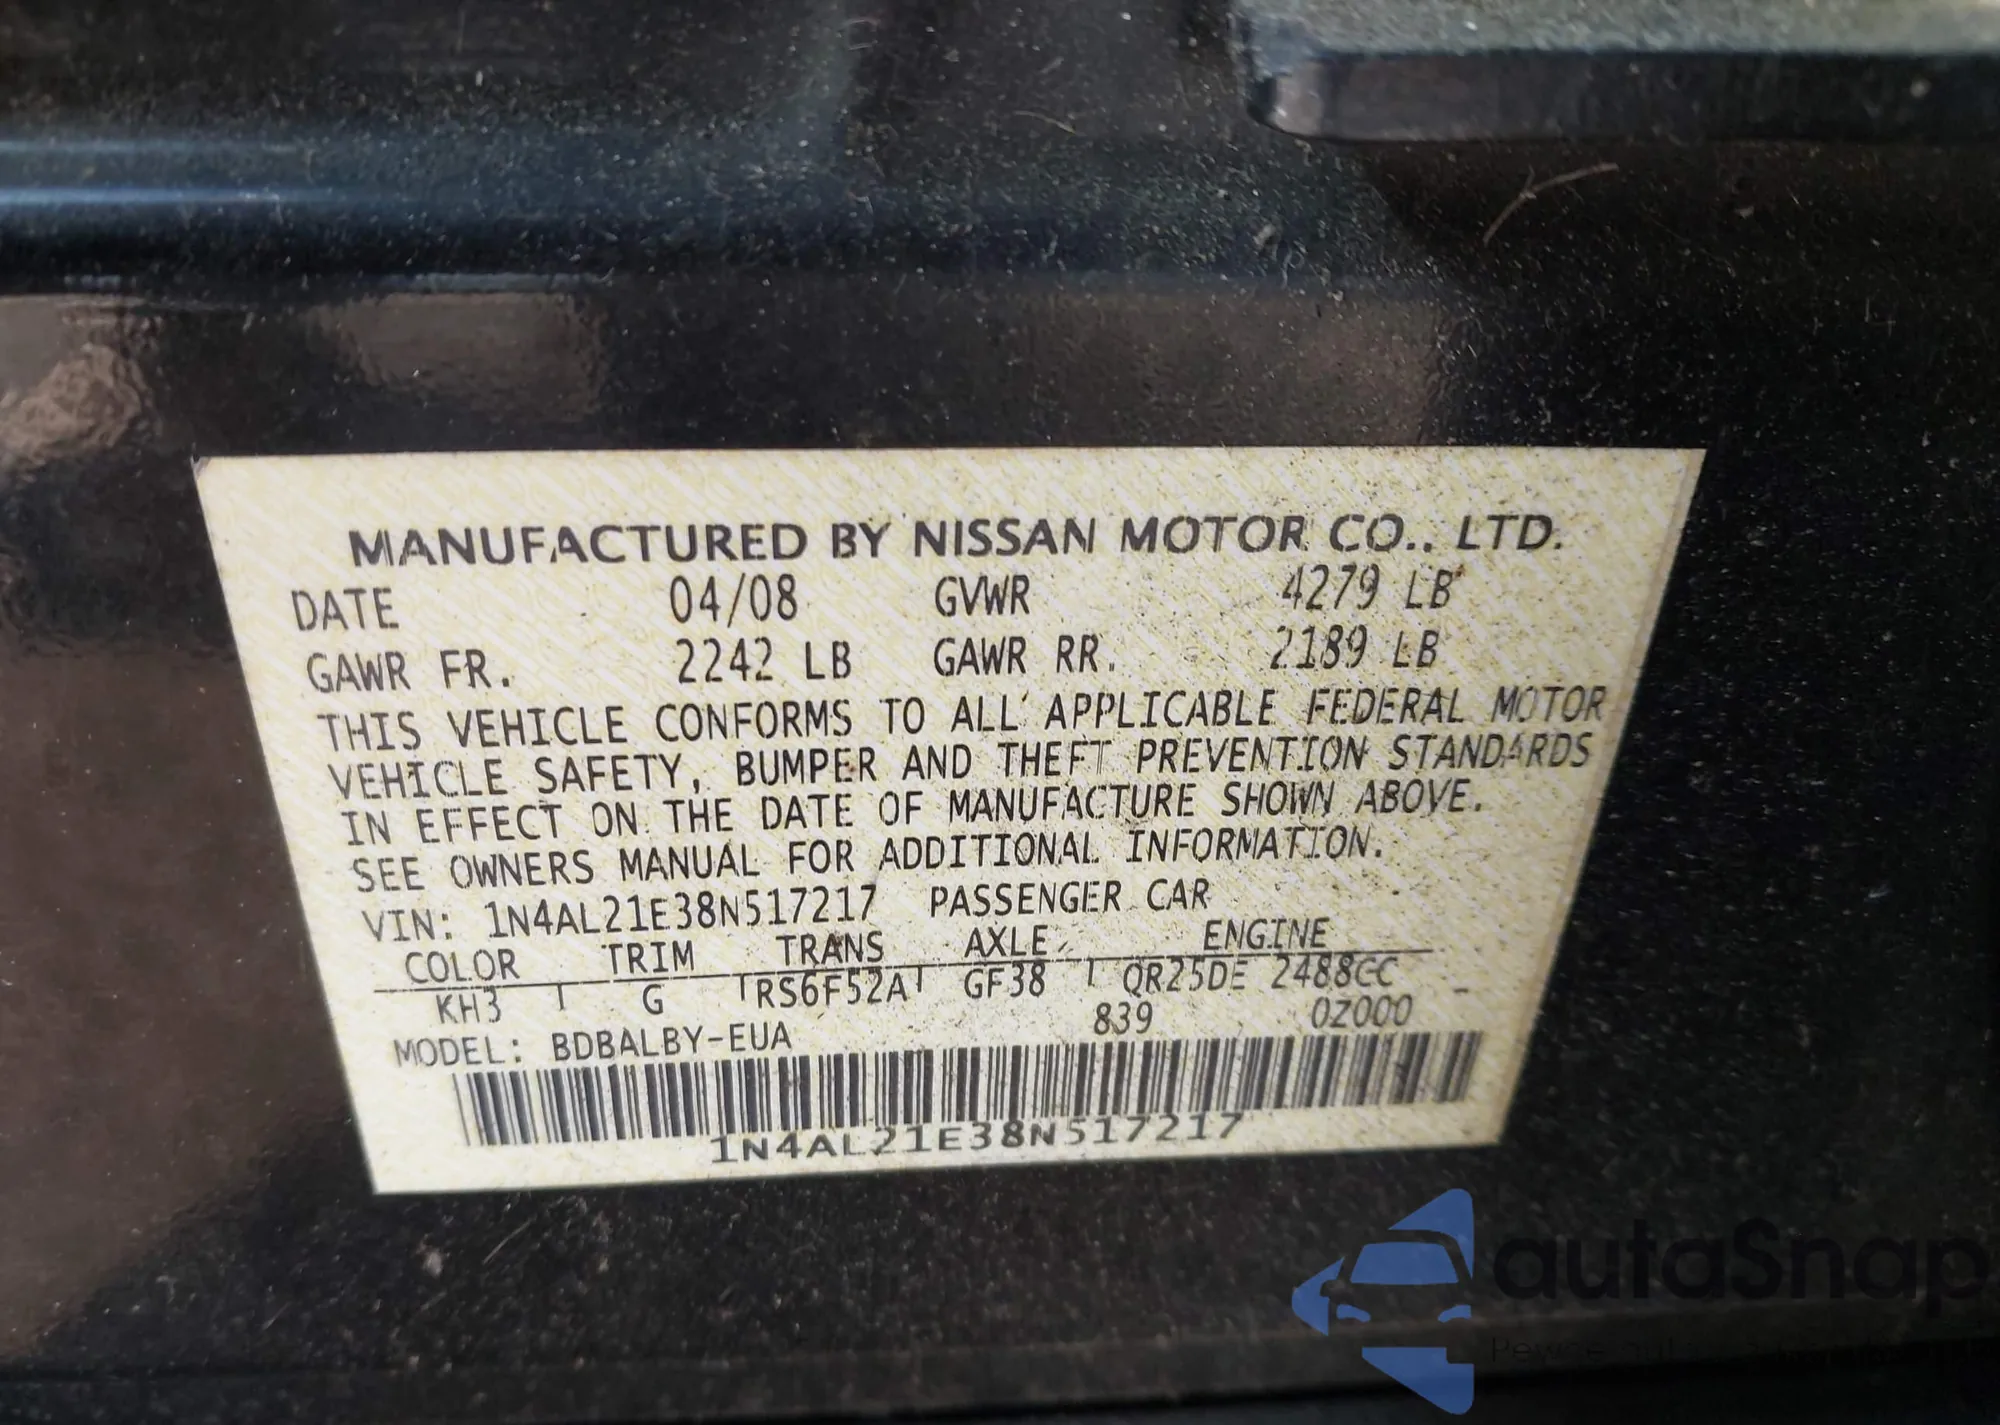 MANUFACTURED BY NISSAN MOTOR CO., LTD.
DATE 04/08 GVWR 4279 LB
GAWR FR. 2242 LB GAWR RR. 2189 LB
THIS VEHICLE CONFORMS TO ALL APPLICABLE FEDERAL MOTOR
VEHICLE SAFETY, BUMPER AND THEFT PREVENTION STANDARDS
IN EFFECT ON THE DATE OF MANUFACTURE SHOWN ABOVE.
SEE OWNERS MANUAL FOR ADDITIONAL INFORMATION.
VIN: 1N4AL21E38N517217 PASSENGER CAR
COLOR TRIM TRANS AXLE ENGINE
KH3 G RS6F52A GF38 QR25DE 2488CC
839 0Z000
MODEL: BDBALBY-EUA
1N4AL21E38N517217
autaSnap